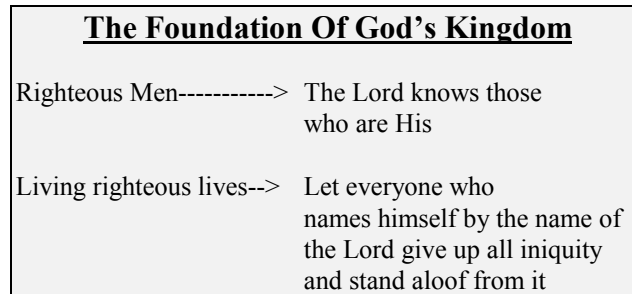 The Foundation Of God's Kingdom
Righteous Men-----------> The Lord knows those
who are His
Living righteous lives--> Let everyone who
names himself by the name of
the Lord give up all iniquity
and stand aloof from it